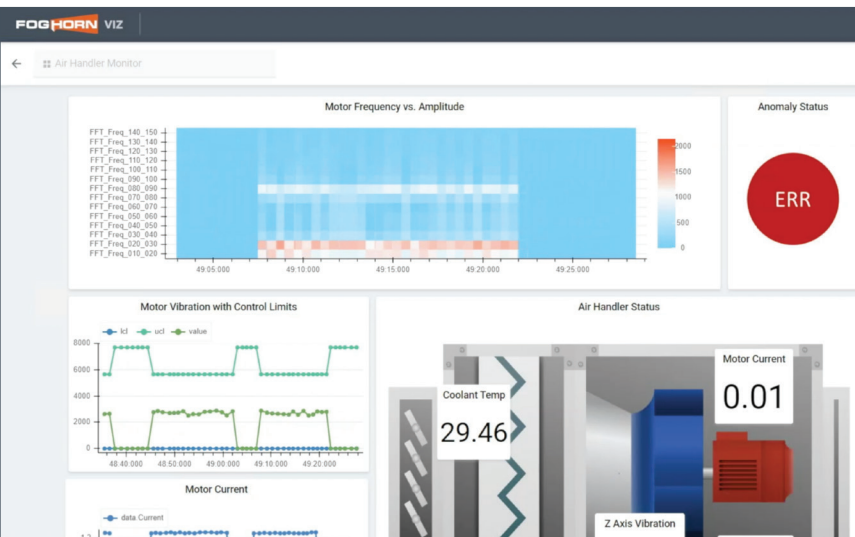 FOGHORN VIZ
Air Handler Monitor
Motor Frequency vs. Amplitude
FFT_Freq_140_150
FFT_Freq_130_140
FFT_Freq_120_130
FFT_Freq_110_120
FFT_Freq_100_110
FFT_Freq_090_100
FFT_Freq_080_090
FFT_Freq_070_080
FFT_Freq_060_070
FFT_Freq_050_060
FFT_Freq_040_050
FFT_Freq_030_040
FFT_Freq_020_030
FFT_Freq_010_020
49:05:000 49:10:000 49:15:000 49:20:000 49:25:000
2000
1500
1000
500
0
Anomaly Status
ERR
Motor Vibration with Control Limits
lcl ucl value
8000
6000
4000
2000
0
48:40:000 48:50:000 49:00:000 49:10:000 49:20:000
Motor Current
data Current
1.2
Air Handler Status
Coolant Temp
29.46
Motor Current
0.01
Z Axis Vibration